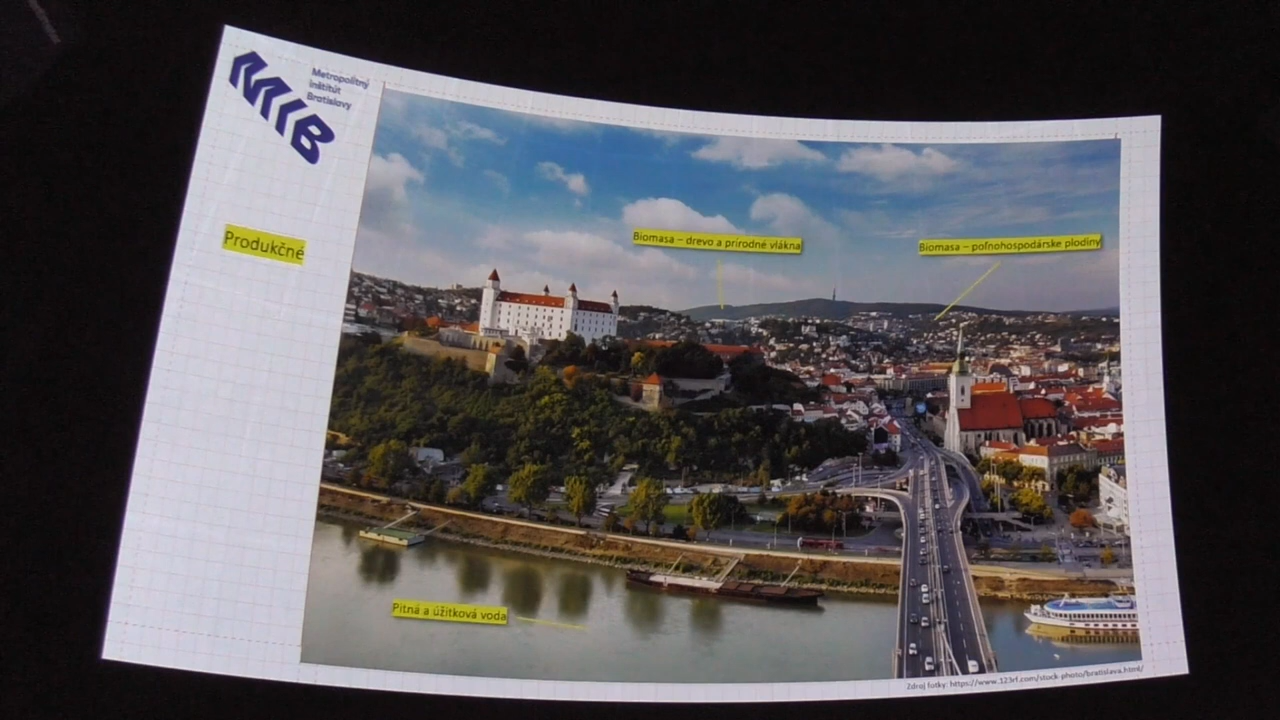 MIB
Metropolitný
inštitút
Bratislavy
Produkčné
Biomasa – drevo a prírodné vlákna
Biomasa – poľnohospodárske plodiny
Pitná a úžitková voda
Zdroj fotky: https://www.123rf.com/stock-photo/bratislava.html/